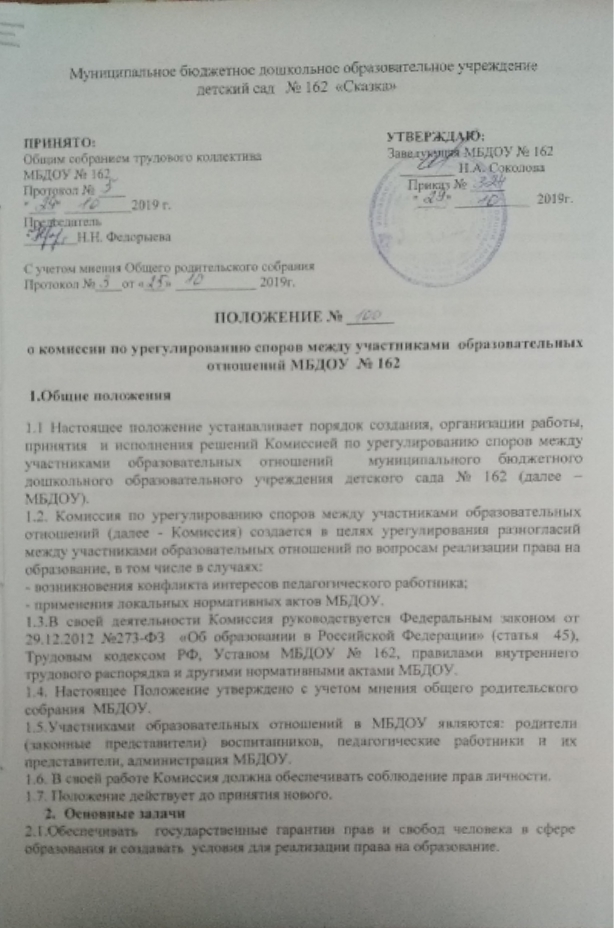 Муниципальное бюджетное дошкольное образовательное учреждение
детский сад № 162 «Сказка»
ПРИНЯТО:
Общим собранием трудового коллектива
МБДОУ № 162
Протокол № 3
"29" 10 2019 г.
Председатель
Н.Н. Федорыева
УТВЕРЖДАЮ:
Заведующая МБДОУ № 162
Н.А. Соколова
Приказ № 324
"29" 10 2019г.
С учетом мнения Общего родительского собрания
Протокол № 3 от «25» 10 2019г.
ПОЛОЖЕНИЕ № 100
о комиссии по урегулированию споров между участниками образовательных
отношений МБДОУ № 162
1.Общие положения
1.1 Настоящее положение устанавливает порядок создания, организации работы,
принятия и исполнения решений Комиссией по урегулированию споров между
участниками образовательных отношений муниципального бюджетного
дошкольного образовательного учреждения детского сада № 162 (далее –
МБДОУ).
1.2. Комиссия по урегулированию споров между участниками образовательных
отношений (далее - Комиссия) создается в целях урегулирования разногласий
между участниками образовательных отношений по вопросам реализации права на
образование, в том числе в случаях:
- возникновения конфликта интересов педагогического работника;
- применения локальных нормативных актов МБДОУ.
1.3.В своей деятельности Комиссия руководствуется Федеральным законом от
29.12.2012 №273-ФЗ «Об образовании в Российской Федерации» (статья 45),
Трудовым кодексом РФ, Уставом МБДОУ № 162, правилами внутреннего
трудового распорядка и другими нормативными актами МБДОУ.
1.4. Настоящее Положение утверждено с учетом мнения общего родительского
собрания МБДОУ.
1.5.Участниками образовательных отношений в МБДОУ являются: родители
(законные представители) воспитанников, педагогические работники и их
представители, администрация МБДОУ.
1.6. В своей работе Комиссия должна обеспечивать соблюдение прав личности.
1.7. Положение действует до принятия нового.
2. Основные задачи
2.1.Обеспечивать государственные гарантии прав и свобод человека в сфере
образования и создавать условия для реализации права на образование.